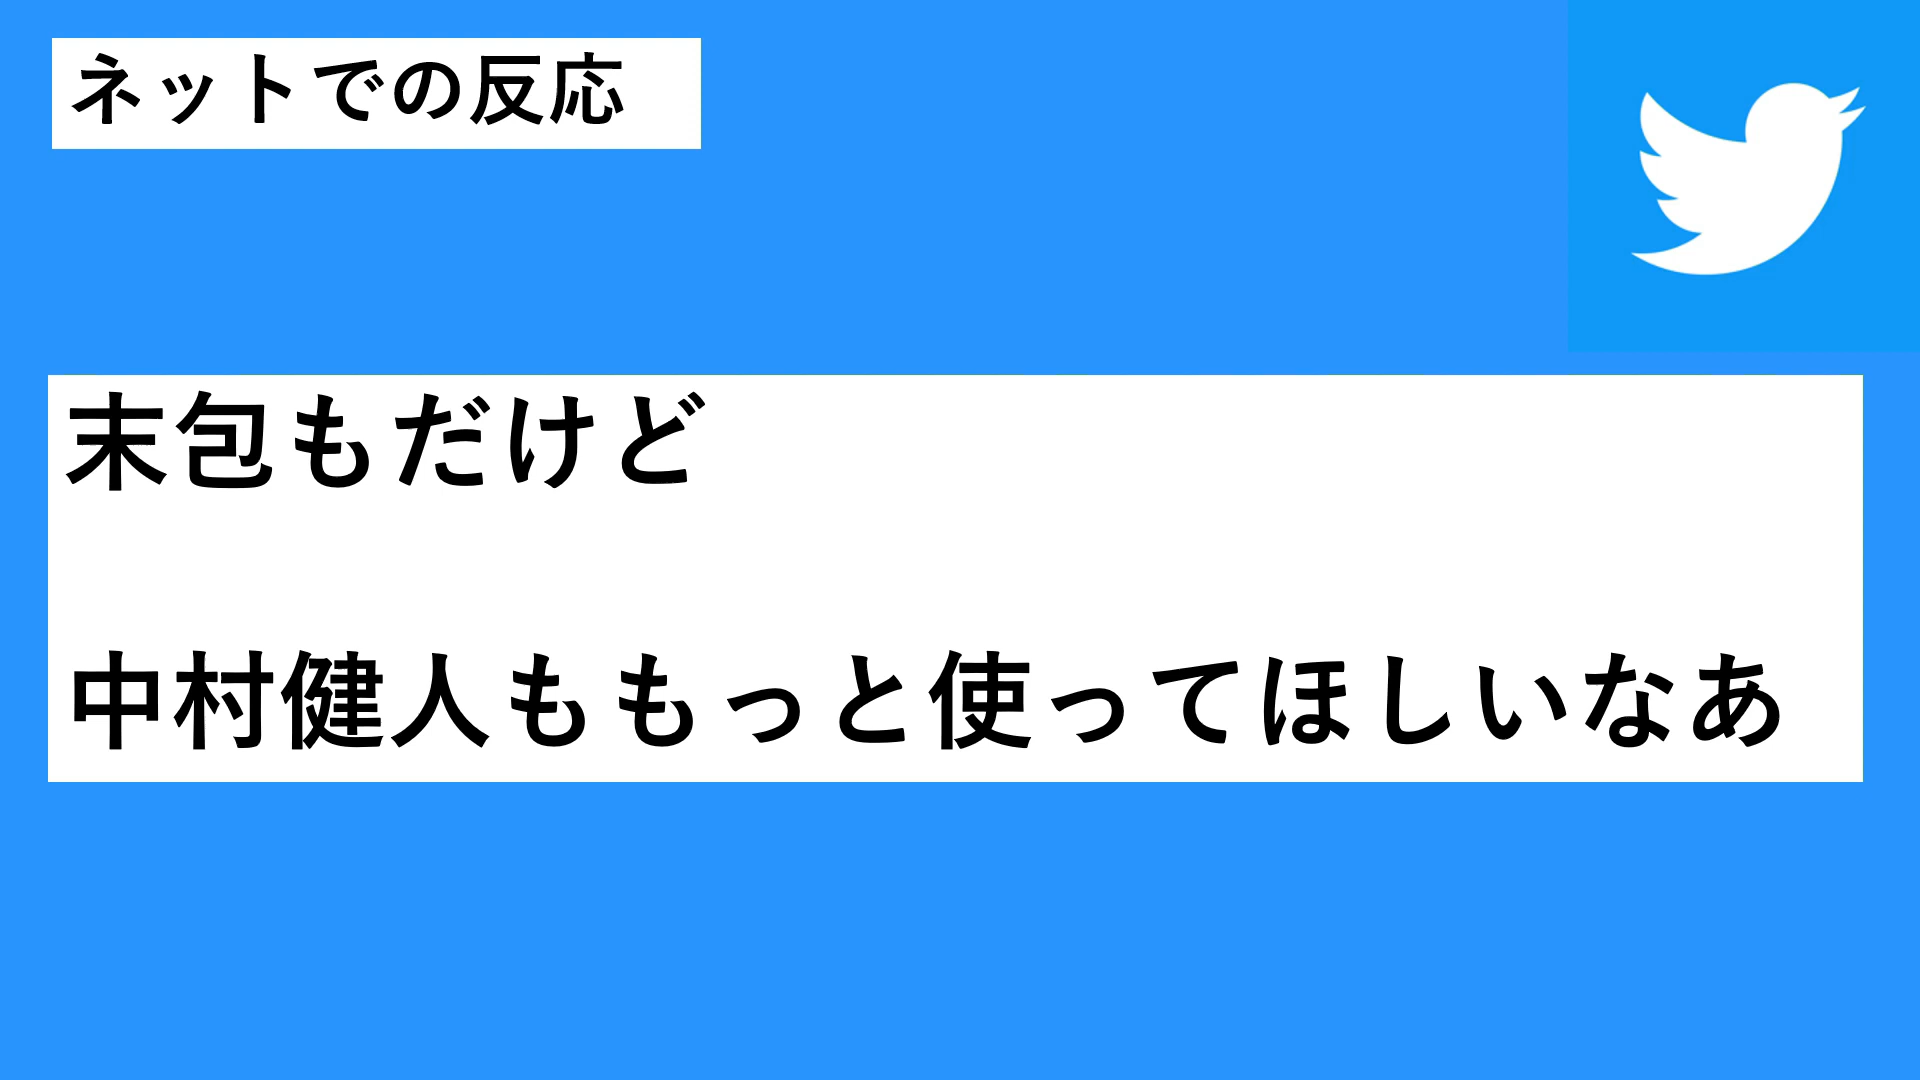 ネットでの反応
末包もだけど
中村健人ももっと使ってほしいなあ